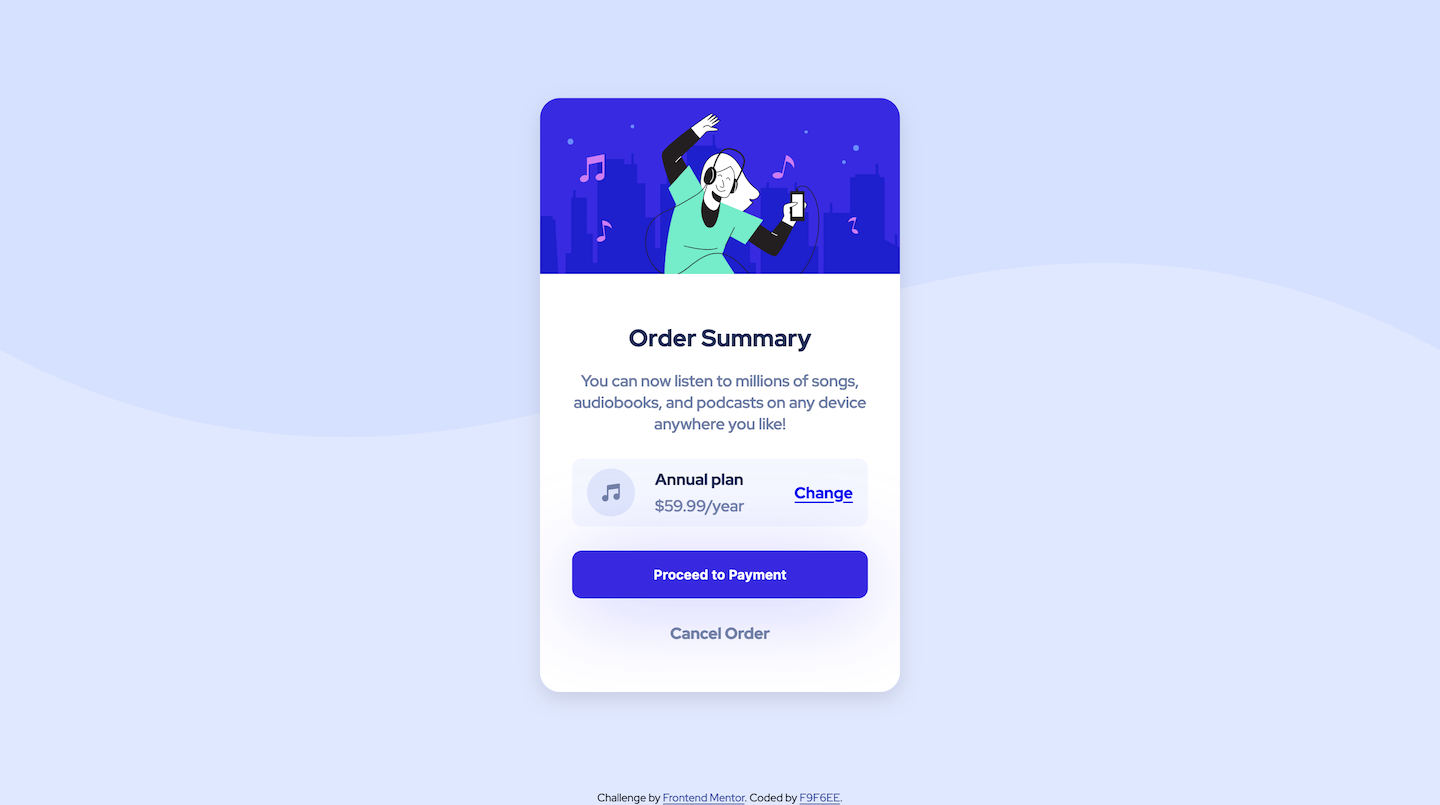 Order Summary
You can now listen to millions of songs,
audiobooks, and podcasts on any device
anywhere you like!
Annual plan
$59.99/year
Change
Proceed to Payment
Cancel Order
Challenge by Frontend Mentor. Coded by F9F6EE.